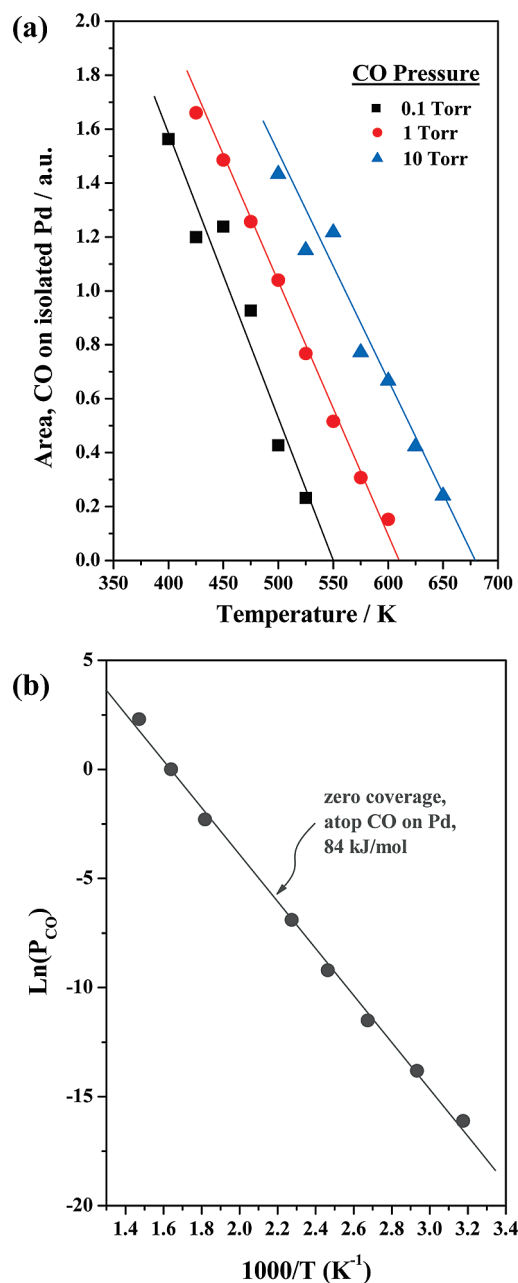 (a)
2.0
1.8
1.6
1.4
1.2
1.0
0.8
0.6
0.4
0.2
0.0
Area, CO on isolated Pd / a.u.
CO Pressure
0.1 Torr
1 Torr
10 Torr
350 400 450 500 550 600 650 700
Temperature / K
(b)
5
0
-5
-10
-15
-20
Ln(P_CO)
zero coverage,
atop CO on Pd,
84 kJ/mol
1.4 1.6 1.8 2.0 2.2 2.4 2.6 2.8 3.0 3.2 3.4
1000/T (K⁻¹)